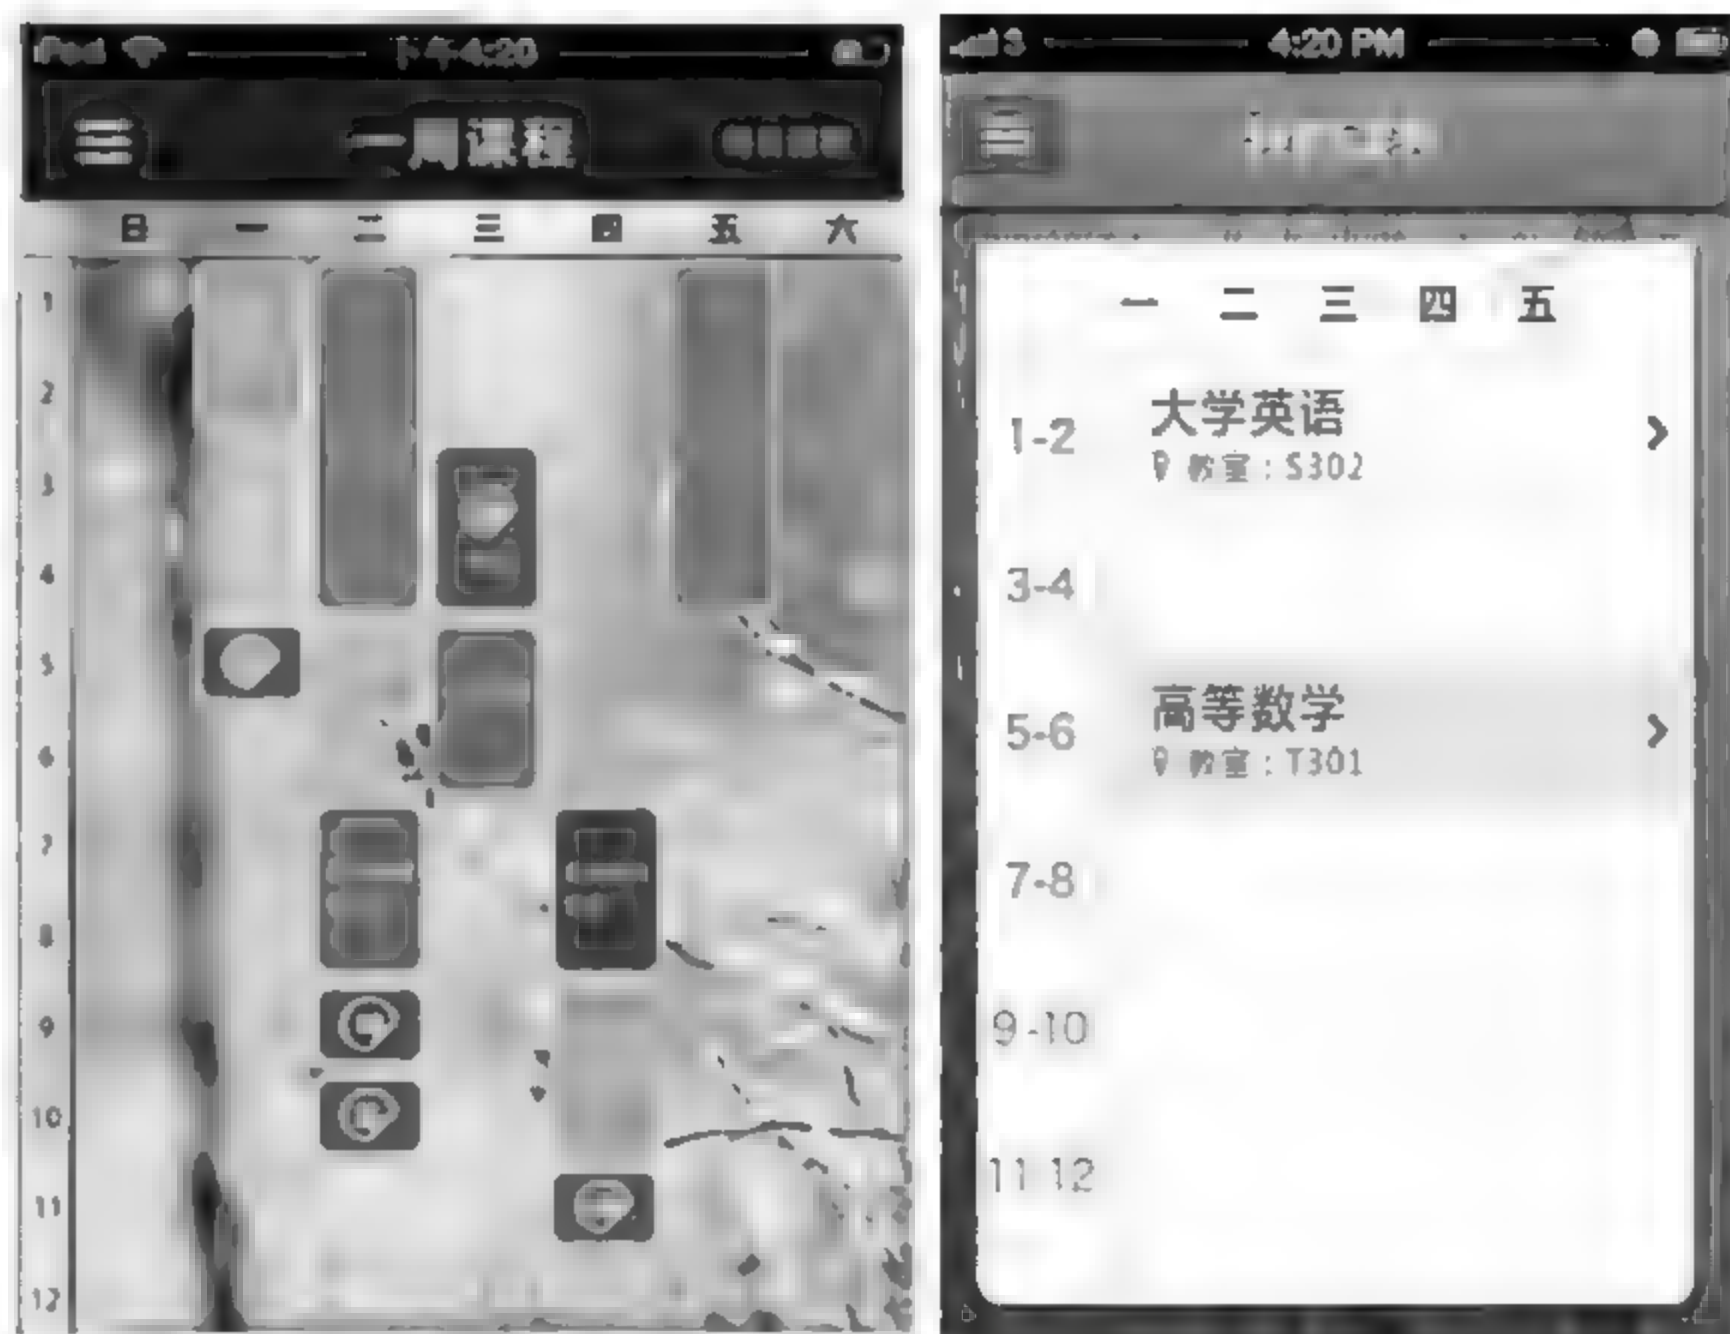 iPod 下午4:20
一周课程
日 一 二 三 四 五 六
1
2
3
4
5
6
7
8
9
10
11
12
3 4:20 PM
一 二 三 四 五
1-2 大学英语
教室：S302
3-4
5-6 高等数学
教室：T301
7-8
9-10
11 12